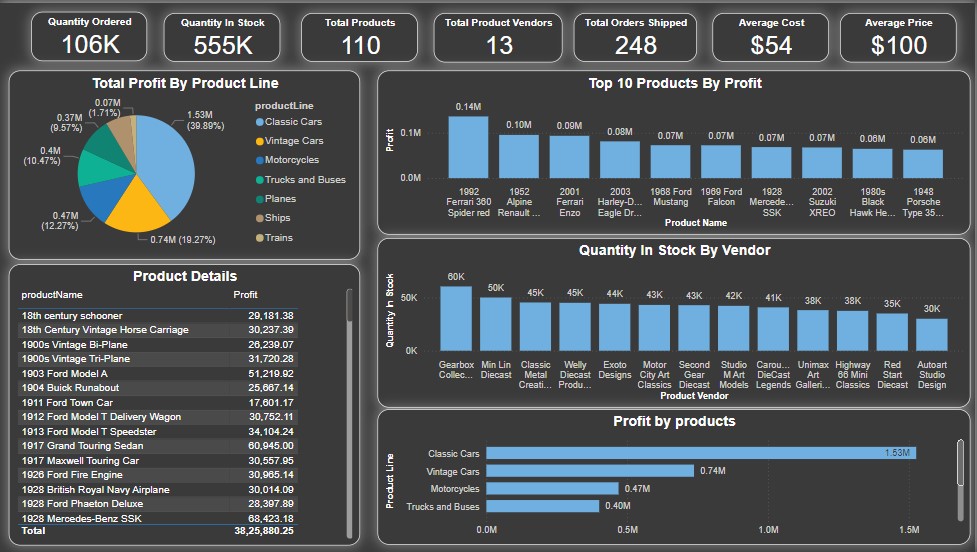 Quantity Ordered
106K
Quantity In Stock
555K
Total Products
110
Total Product Vendors
13
Total Orders Shipped
248
Average Cost
$54
Average Price
$100
Total Profit By Product Line
0.07M
(1.71%)
0.37M
(9.57%)
0.4M
(10.47%)
0.47M
(12.27%)
0.74M (19.27%)
1.53M
(39.89%)
productLine
Classic Cars
Vintage Cars
Motorcycles
Trucks and Buses
Planes
Ships
Trains
Top 10 Products By Profit
Profit
0.1M
0.0M
0.14M
0.10M
0.09M
0.08M
0.07M
0.07M
0.07M
0.07M
0.06M
0.06M
1992
Ferrari 360
Spider red
1952
Alpine
Renault ...
2001
Ferrari
Enzo
2003
Harley-D...
Eagle Dr...
1968 Ford
Mustang
1969 Ford
Falcon
1928
Mercede...
SSK
2002
Suzuki
XREO
1980s
Black
Hawk He...
1948
Porsche
Type 35...
Product Name
Product Details
productName Profit
18th century schooner 29,181.38
18th Century Vintage Horse Carriage 30,237.39
1900s Vintage Bi-Plane 26,239.07
1900s Vintage Tri-Plane 31,720.28
1903 Ford Model A 51,219.92
1904 Buick Runabout 25,667.14
1911 Ford Town Car 17,601.17
1912 Ford Model T Delivery Wagon 30,752.11
1913 Ford Model T Speedster 34,104.24
1917 Grand Touring Sedan 60,945.00
1917 Maxwell Touring Car 30,557.95
1926 Ford Fire Engine 30,965.14
1928 British Royal Navy Airplane 30,014.09
1928 Ford Phaeton Deluxe 28,397.89
1928 Mercedes-Benz SSK 68,423.18
Total 38,25,880.25
Quantity In Stock By Vendor
Quantity In Stock
50K
0K
60K
50K
45K
45K
44K
43K
43K
42K
41K
38K
38K
35K
30K
Gearbox
Collec...
Min Lin
Diecast
Classic
Metal
Creati...
Welly
Diecast
Produ...
Exoto
Designs
Motor
City Art
Classics
Second
Gear
Diecast
Studio
M Art
Models
Carou...
DieCast
Legends
Unimax
Art
Galleri...
Highway
66 Mini
Classics
Red
Start
Diecast
Autoart
Studio
Design
Product Vendor
Profit by products
Product Line
Classic Cars 1.53M
Vintage Cars 0.74M
Motorcycles 0.47M
Trucks and Buses 0.40M
0.0M 0.5M 1.0M 1.5M